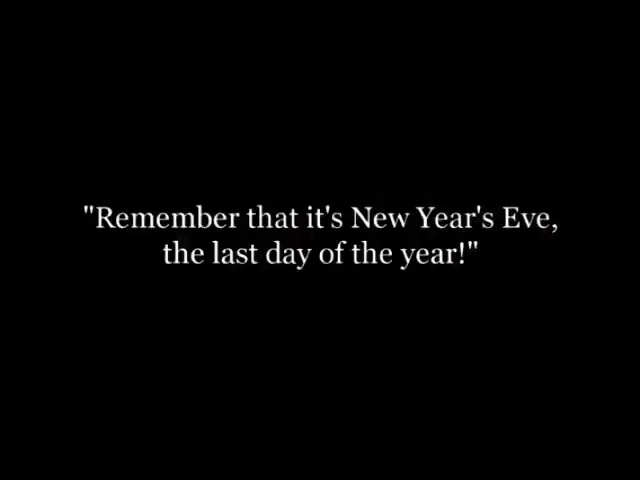 "Remember that it's New Year's Eve,
the last day of the year!"